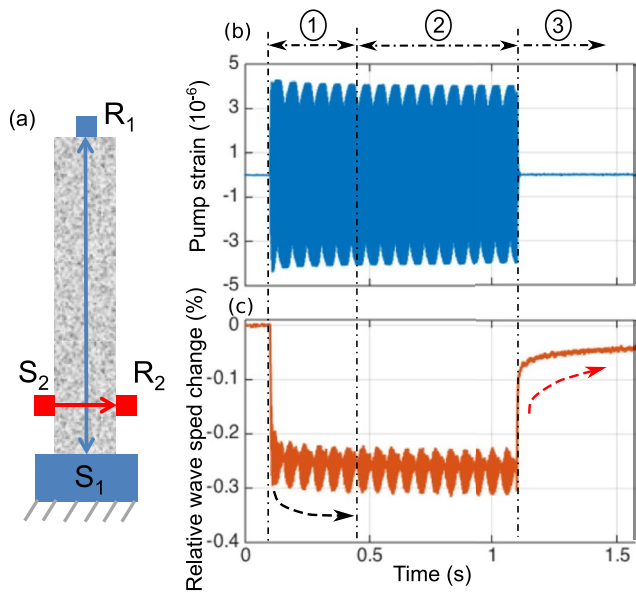 (b) ① ② ③
Pump strain (10⁻⁶)
5
3
1
-1
-3
-5
(a)
R₁
S₂
R₂
S₁
(c)
Relative wave sped change (%)
0
-0.1
-0.2
-0.3
-0.4
0 0.5 1 1.5
Time (s)